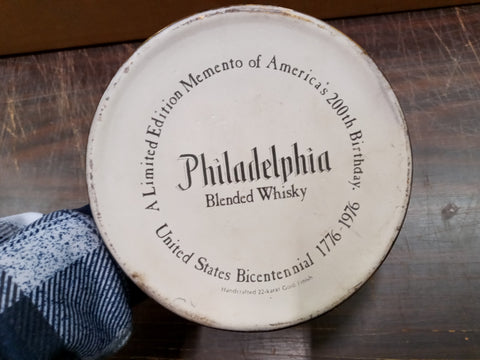 A Limited Edition Memento of America's 200th Birthday
Philadelphia
Blended Whisky
United States Bicentennial 1776-1976
Handcrafted 22-karat Gold Finish